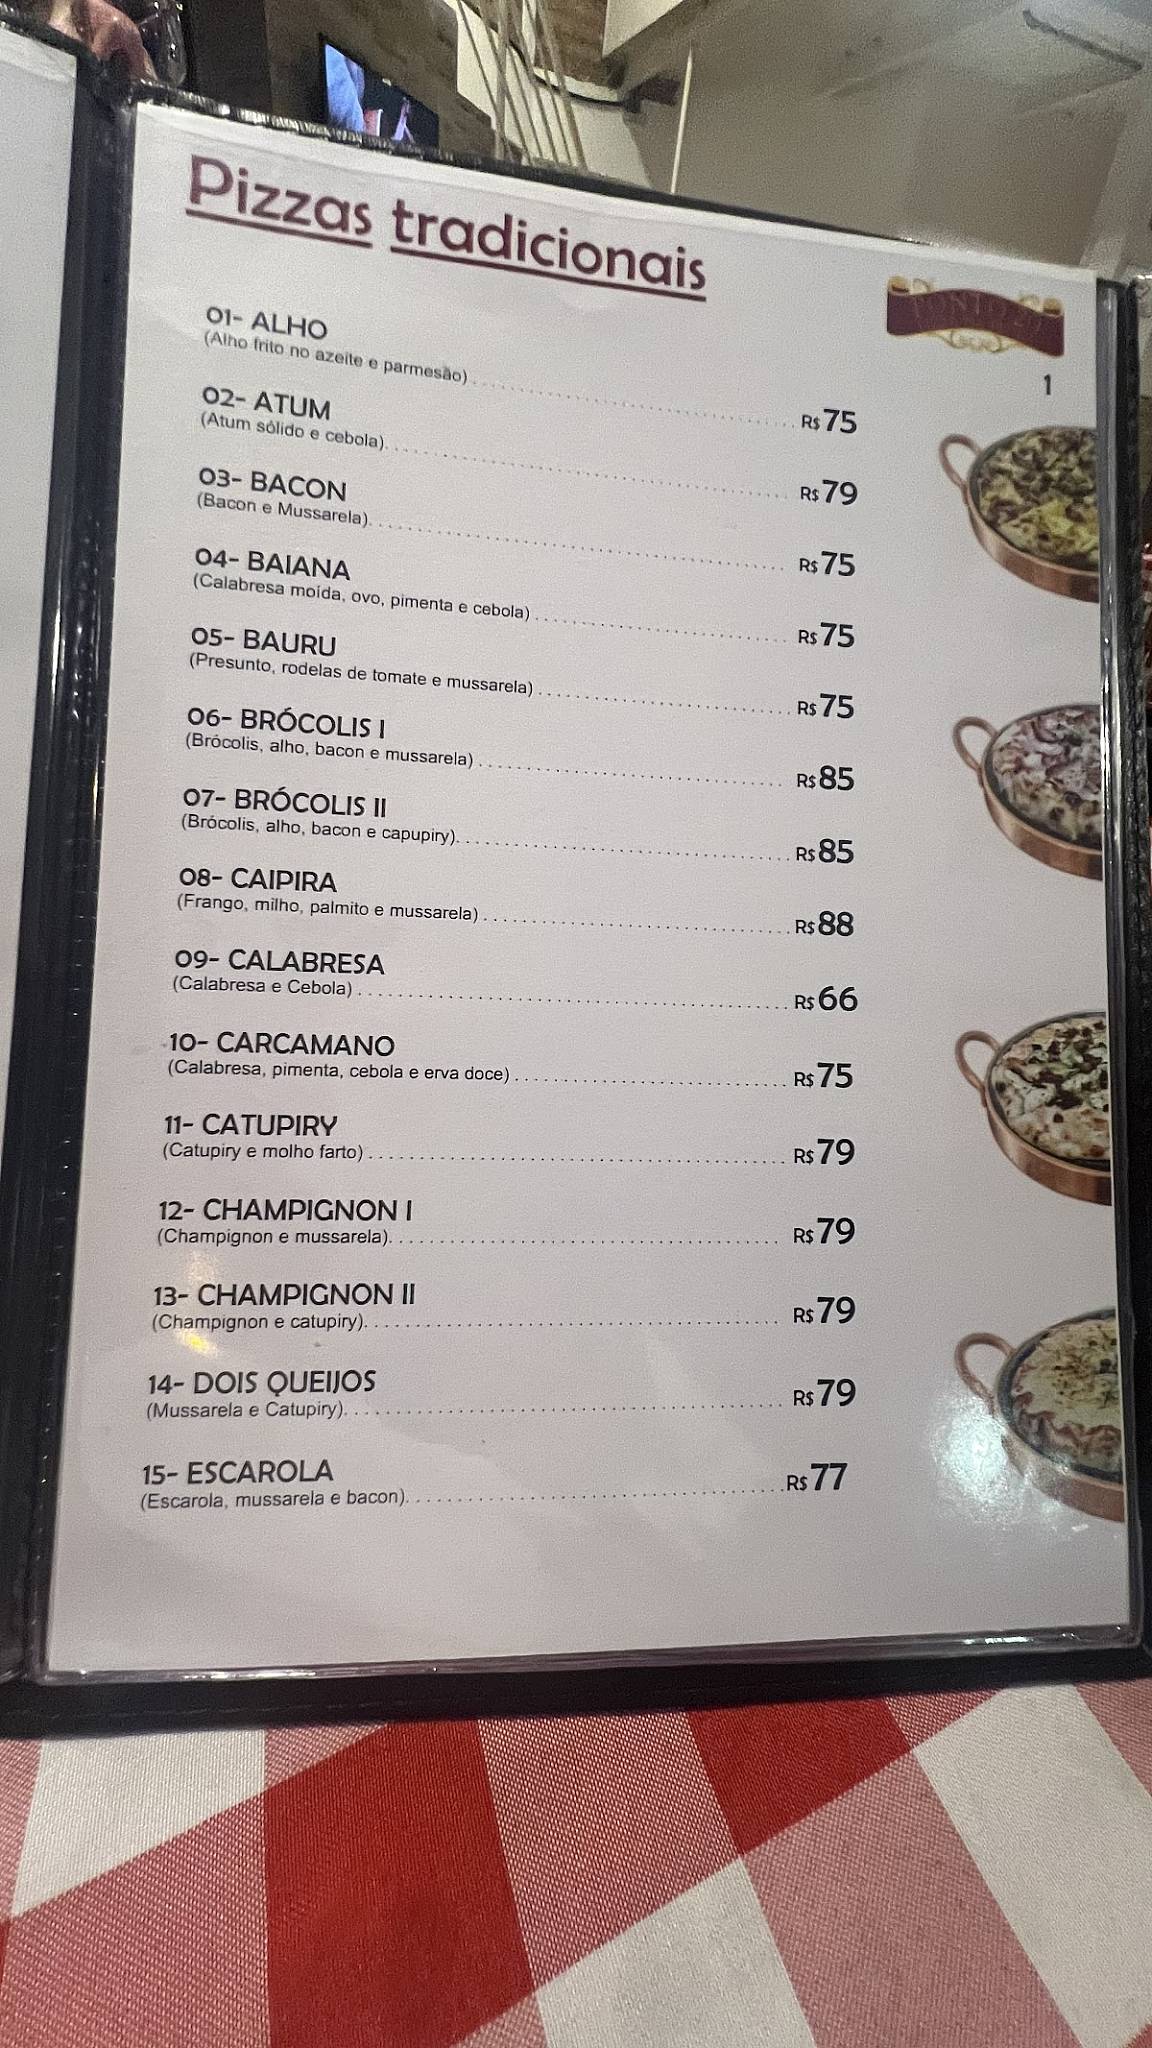 Pizzas tradicionais
1
01- ALHO
(Alho frito no azeite e parmesão) R$ 75
02- ATUM
(Atum sólido e cebola) R$ 79
03- BACON
(Bacon e Mussarela) R$ 75
04- BAIANA
(Calabresa moída, ovo, pimenta e cebola) R$ 75
05- BAURU
(Presunto, rodelas de tomate e mussarela) R$ 75
06- BRÓCOLIS I
(Brócolis, alho, bacon e mussarela) R$ 85
07- BRÓCOLIS II
(Brócolis, alho, bacon e capupiry) R$ 85
08- CAIPIRA
(Frango, milho, palmito e mussarela) R$ 88
09- CALABRESA
(Calabresa e Cebola) R$ 66
10- CARCAMANO
(Calabresa, pimenta, cebola e erva doce) R$ 75
11- CATUPIRY
(Catupiry e molho farto) R$ 79
12- CHAMPIGNON I
(Champignon e mussarela) R$ 79
13- CHAMPIGNON II
(Champignon e catupiry) R$ 79
14- DOIS QUEIJOS
(Mussarela e Catupiry) R$ 79
15- ESCAROLA
(Escarola, mussarela e bacon) R$ 77